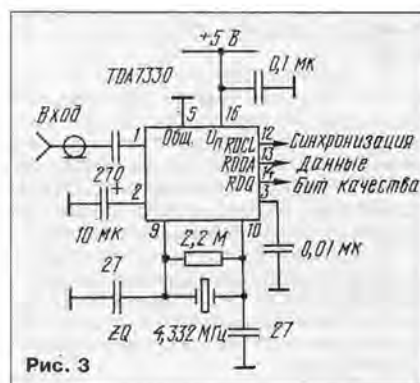 +5 В
0,1 мк
TDA7330
Вход
5
16
1
Общ.
Uп
RDCL
12
Синхронизация
RDDA
13
Данные
270
RDQ
14
Бит качества
+
2
3
10 мк
9
10
2,2 М
0,01 мк
27
ZQ
4,332 МГц
27
Рис. 3